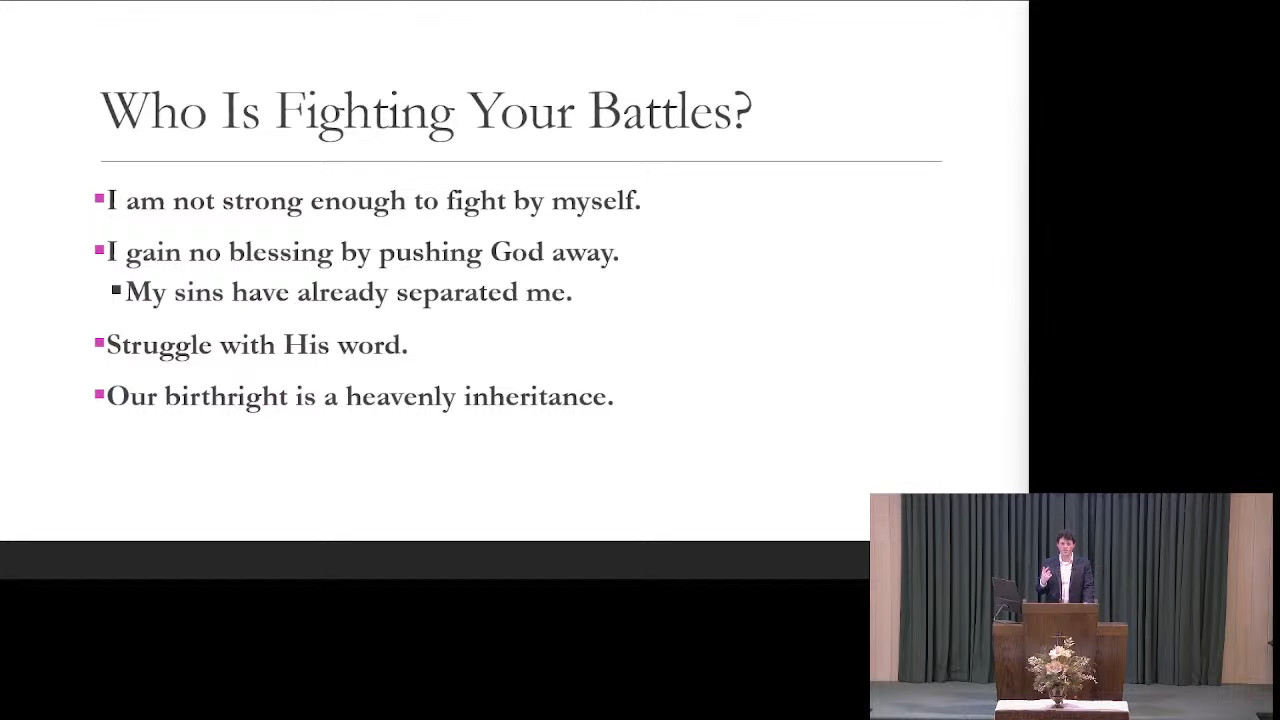 Who Is Fighting Your Battles?
I am not strong enough to fight by myself.
I gain no blessing by pushing God away.
My sins have already separated me.
Struggle with His word.
Our birthright is a heavenly inheritance.